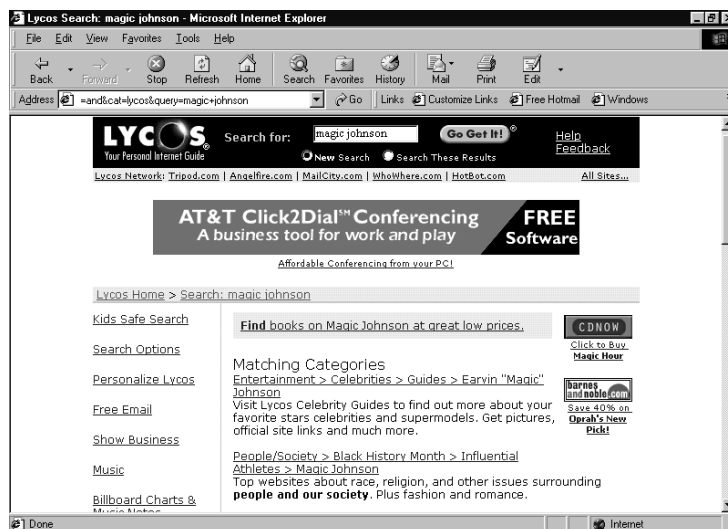 Lycos Search: magic johnson - Microsoft Internet Explorer
File Edit View Favorites Tools Help
Back Forward Stop Refresh Home Search Favorites History Mail Print Edit
Address =and&cat=lycos&query=magic+johnson Go Links Customize Links Free Hotmail Windows
LYCOS
Your Personal Internet Guide
Search for: magic johnson Go Get It!®
New Search Search These Results
Help
Feedback
Lycos Network: Tripod.com | Angelfire.com | MailCity.com | WhoWhere.com | HotBot.com All Sites...
AT&T Click2Dial℠ Conferencing
A business tool for work and play
FREE
Software
Affordable Conferencing from your PC!
Lycos Home > Search: magic johnson
Kids Safe Search
Search Options
Personalize Lycos
Free Email
Show Business
Music
Billboard Charts &
Music Notes
Find books on Magic Johnson at great low prices.
Matching Categories
Entertainment > Celebrities > Guides > Earvin "Magic"
Johnson
Visit Lycos Celebrity Guides to find out more about your
favorite stars celebrities and supermodels. Get pictures,
official site links and much more.
People/Society > Black History Month > Influential
Athletes > Magic Johnson
Top websites about race, religion, and other issues surrounding
people and our society. Plus fashion and romance.
CDNOW
Click to Buy
Magic Hour
barnes
andnoble.com
Save 40% on
Oprah's New
Pick!
Done
Internet